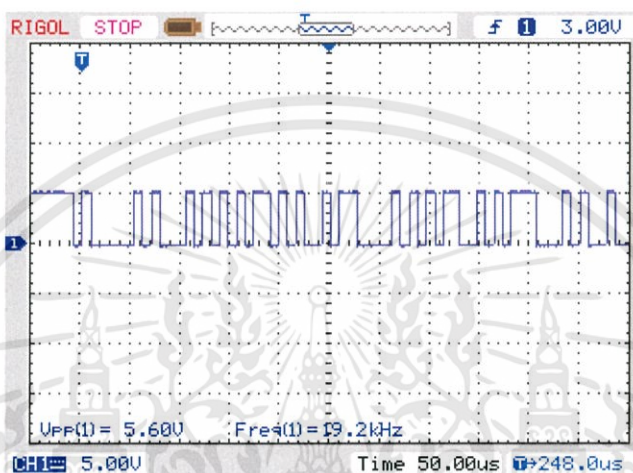 RIGOL STOP T f 1 3.00V
T
1
Vpp(1)= 5.60V Freq(1)=19.2kHz
CH1 5.00V Time 50.00us T→248.0us